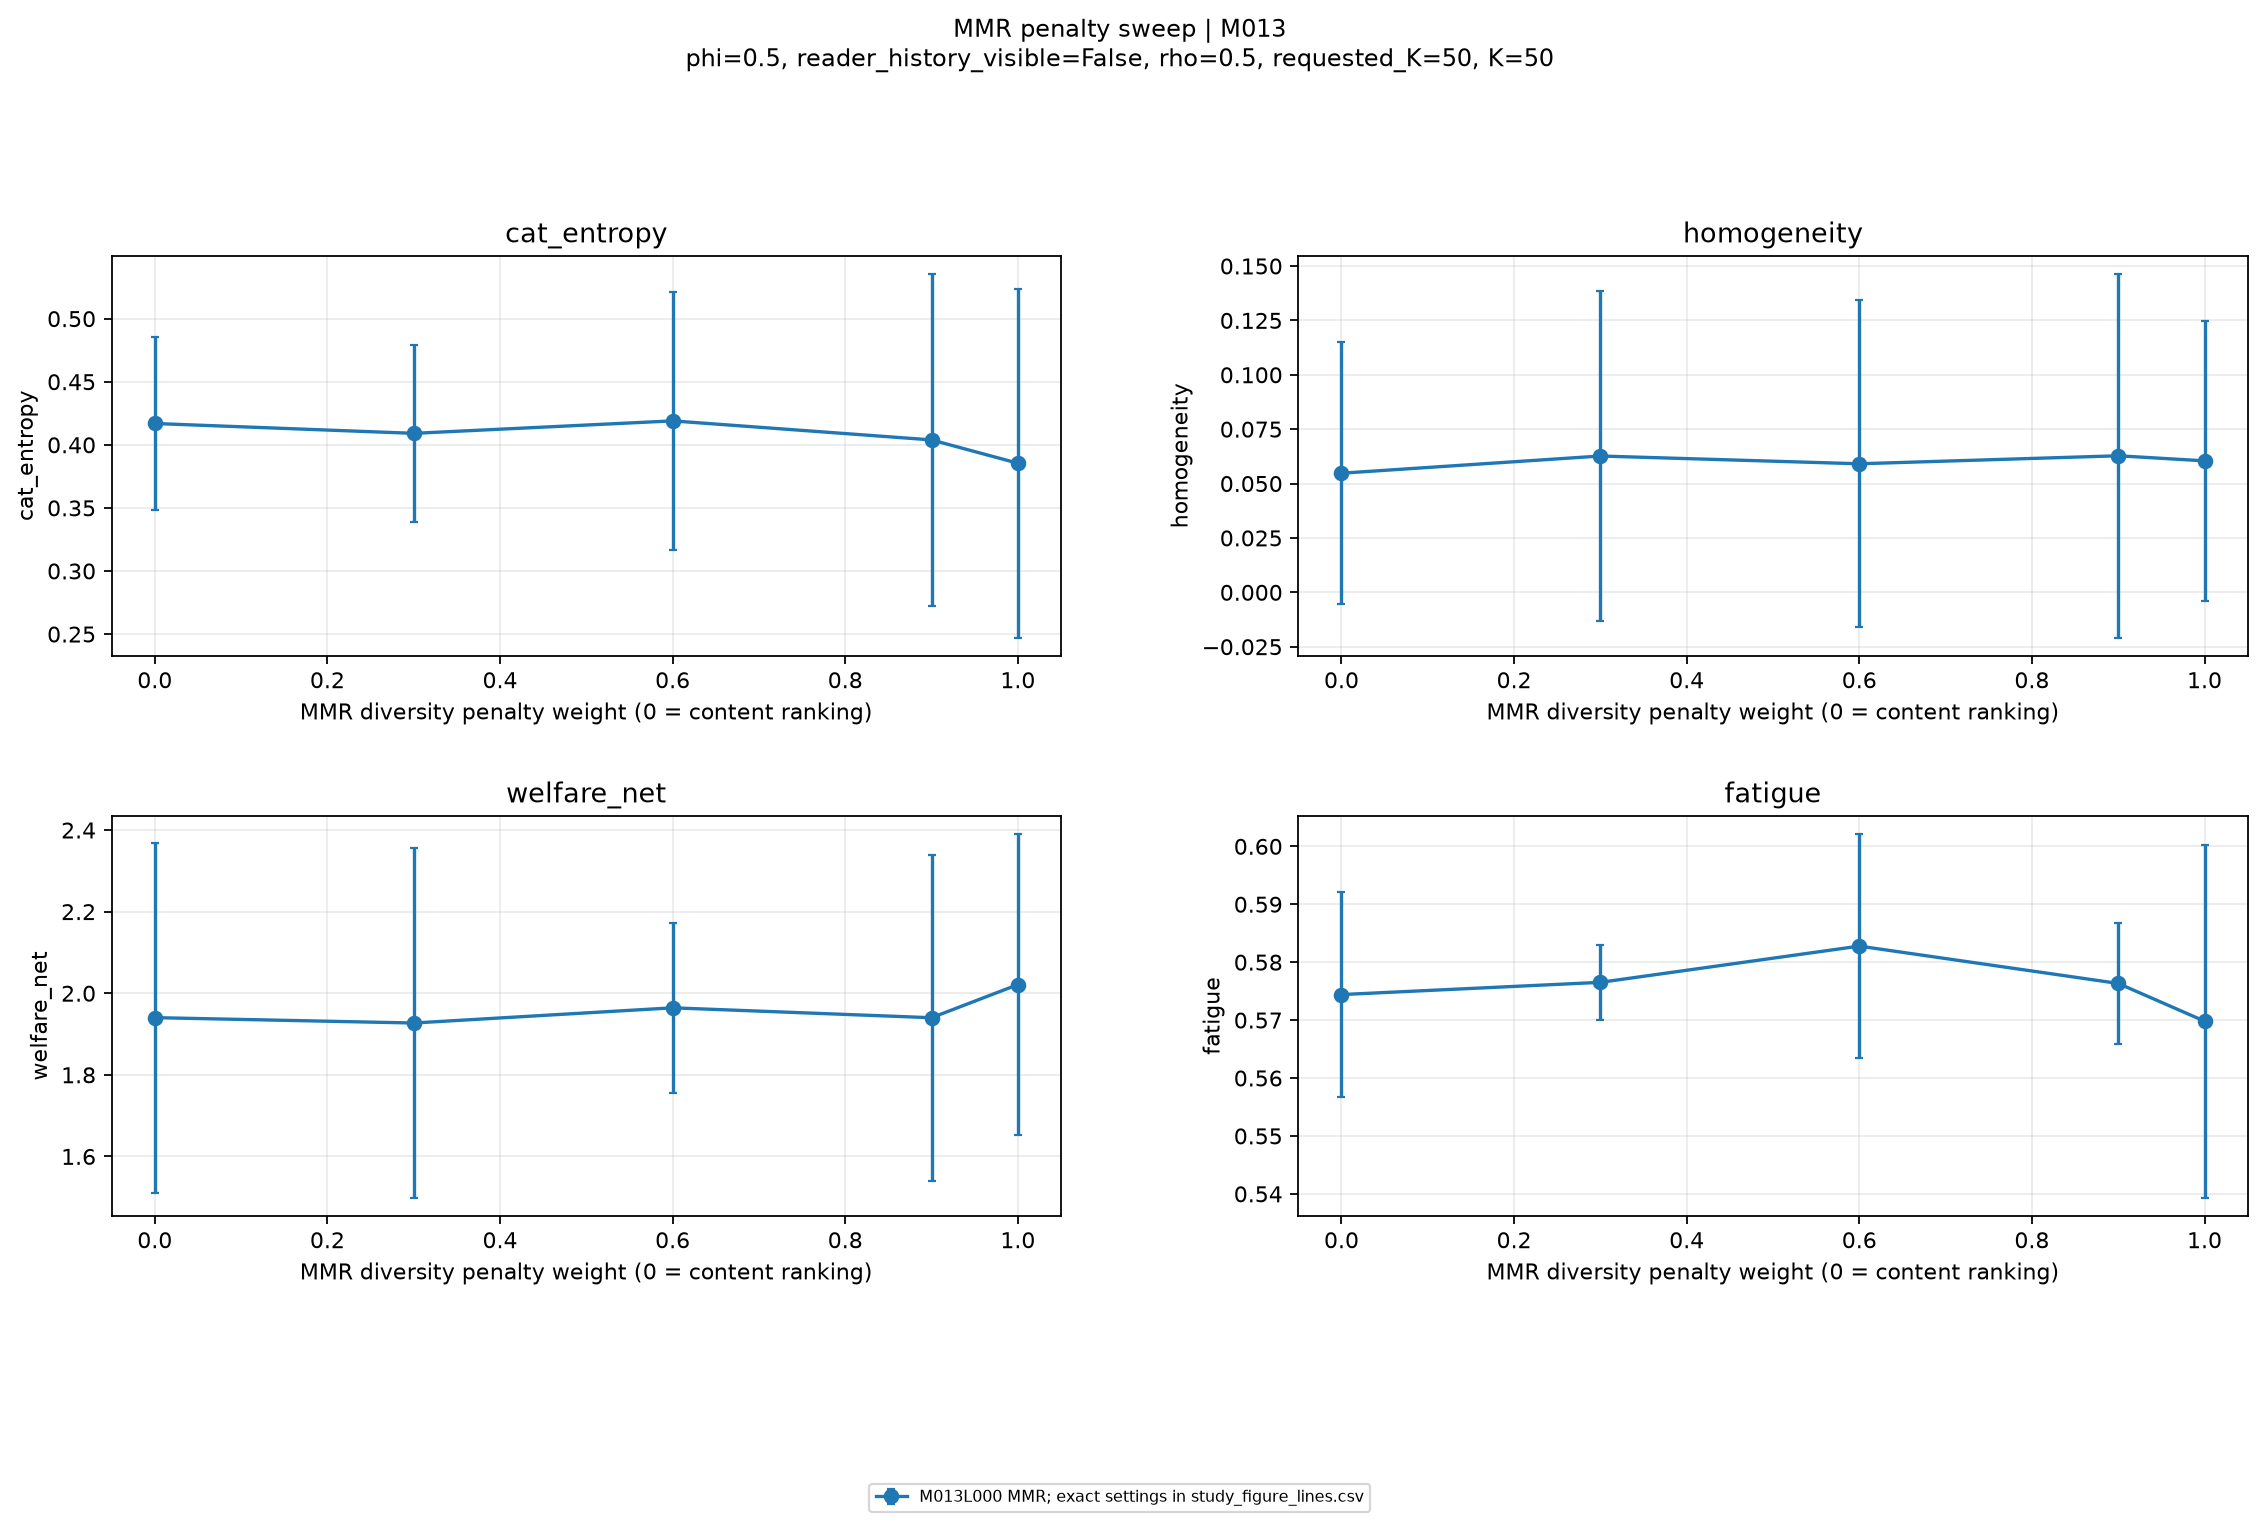 MMR penalty sweep | M013
phi=0.5, reader_history_visible=False, rho=0.5, requested_K=50, K=50
cat_entropy
cat_entropy
0.50
0.45
0.40
0.35
0.30
0.25
0.0 0.2 0.4 0.6 0.8 1.0
MMR diversity penalty weight (0 = content ranking)
homogeneity
homogeneity
0.150
0.125
0.100
0.075
0.050
0.025
0.000
−0.025
0.0 0.2 0.4 0.6 0.8 1.0
MMR diversity penalty weight (0 = content ranking)
welfare_net
welfare_net
2.4
2.2
2.0
1.8
1.6
0.0 0.2 0.4 0.6 0.8 1.0
MMR diversity penalty weight (0 = content ranking)
fatigue
fatigue
0.60
0.59
0.58
0.57
0.56
0.55
0.54
0.0 0.2 0.4 0.6 0.8 1.0
MMR diversity penalty weight (0 = content ranking)
M013L000 MMR; exact settings in study_figure_lines.csv